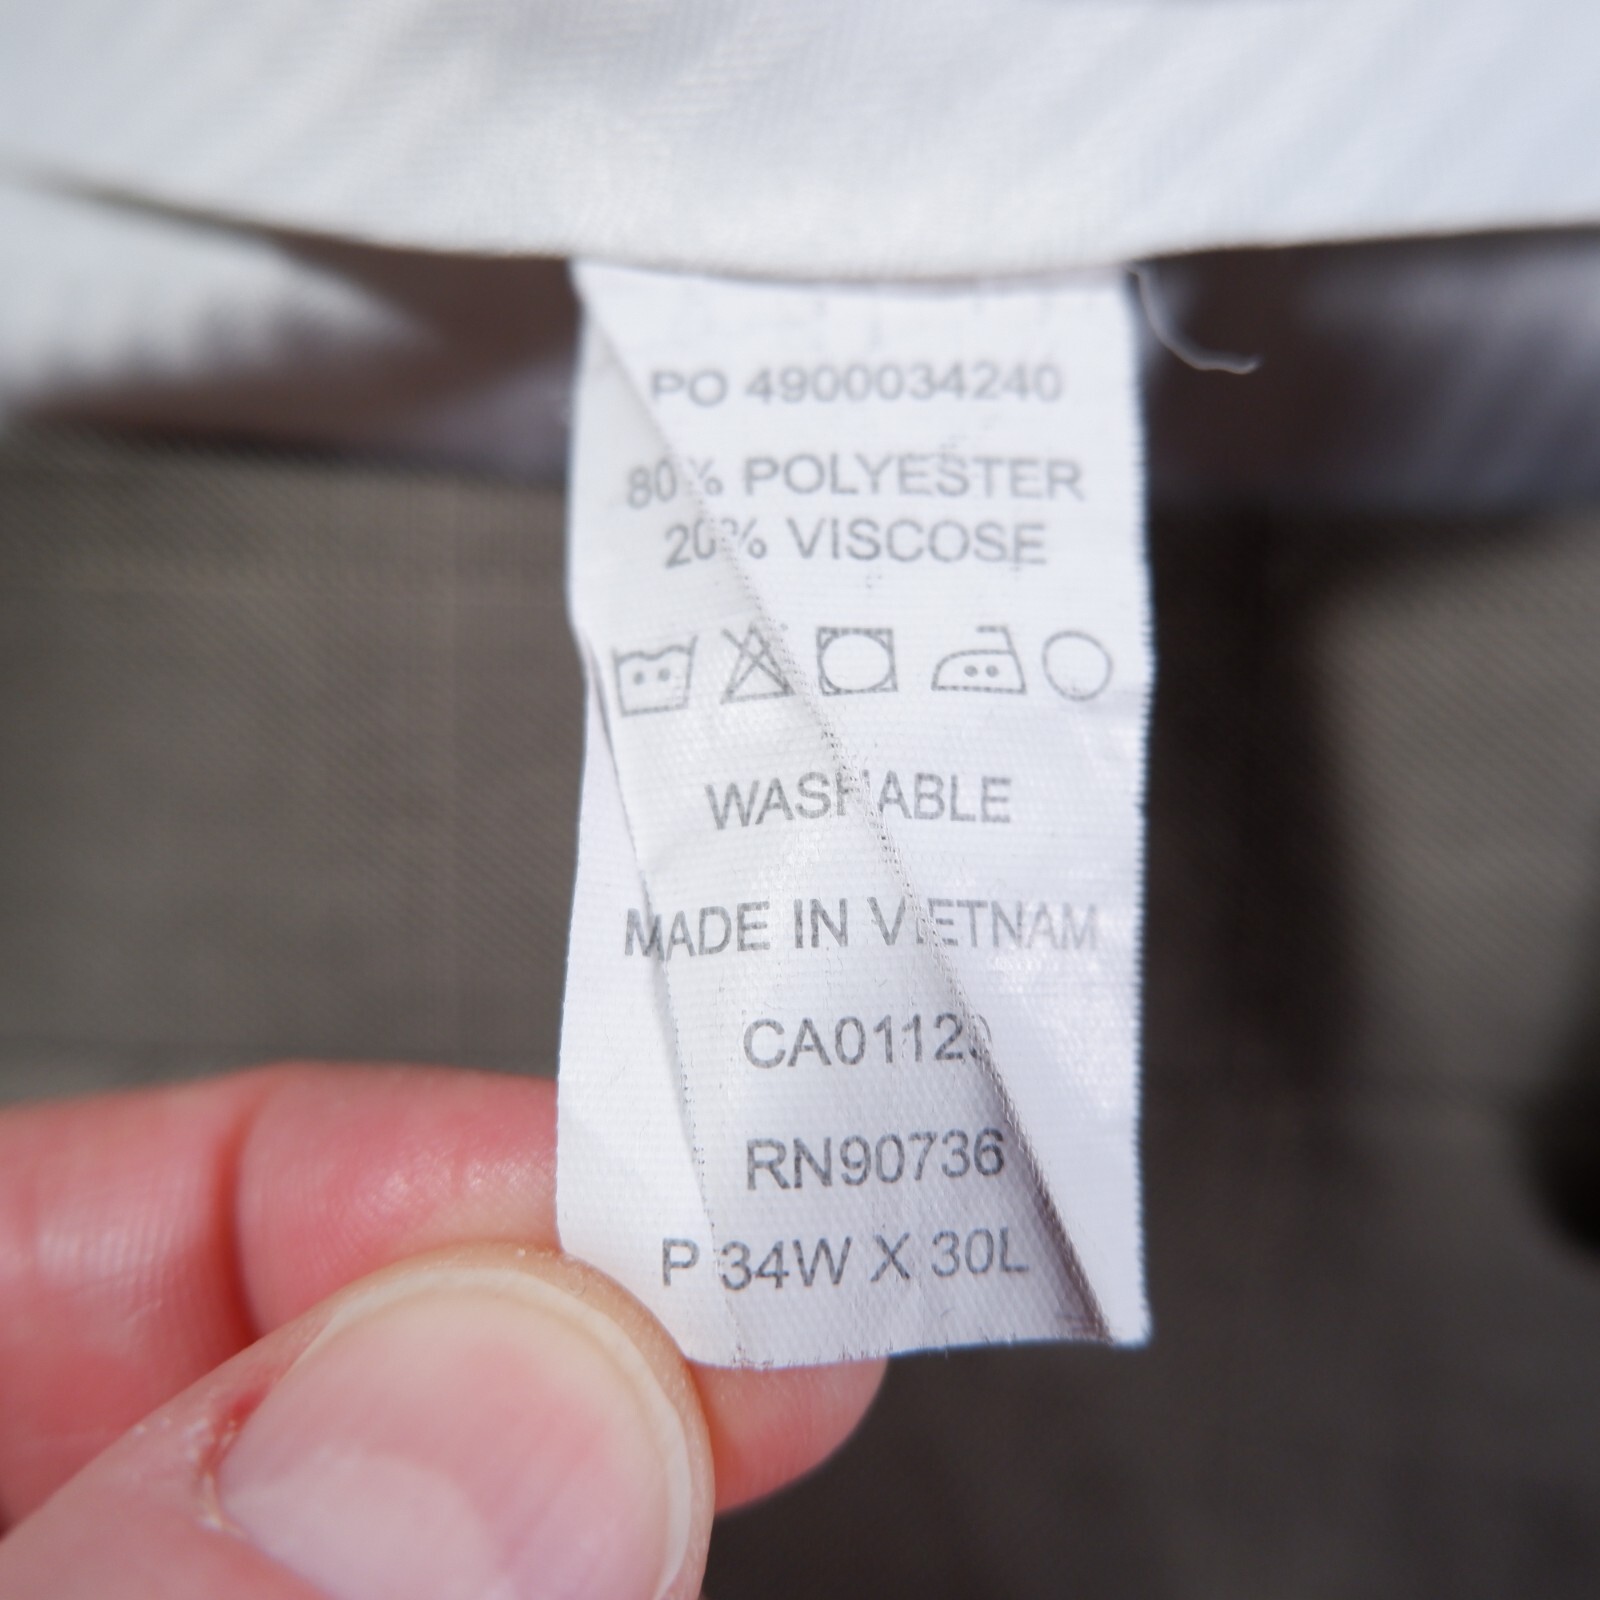 PO 4900034240
80% POLYESTER
20% VISCOSE
WASHABLE
MADE IN VIETNAM
RN90736
P 34W X 30L